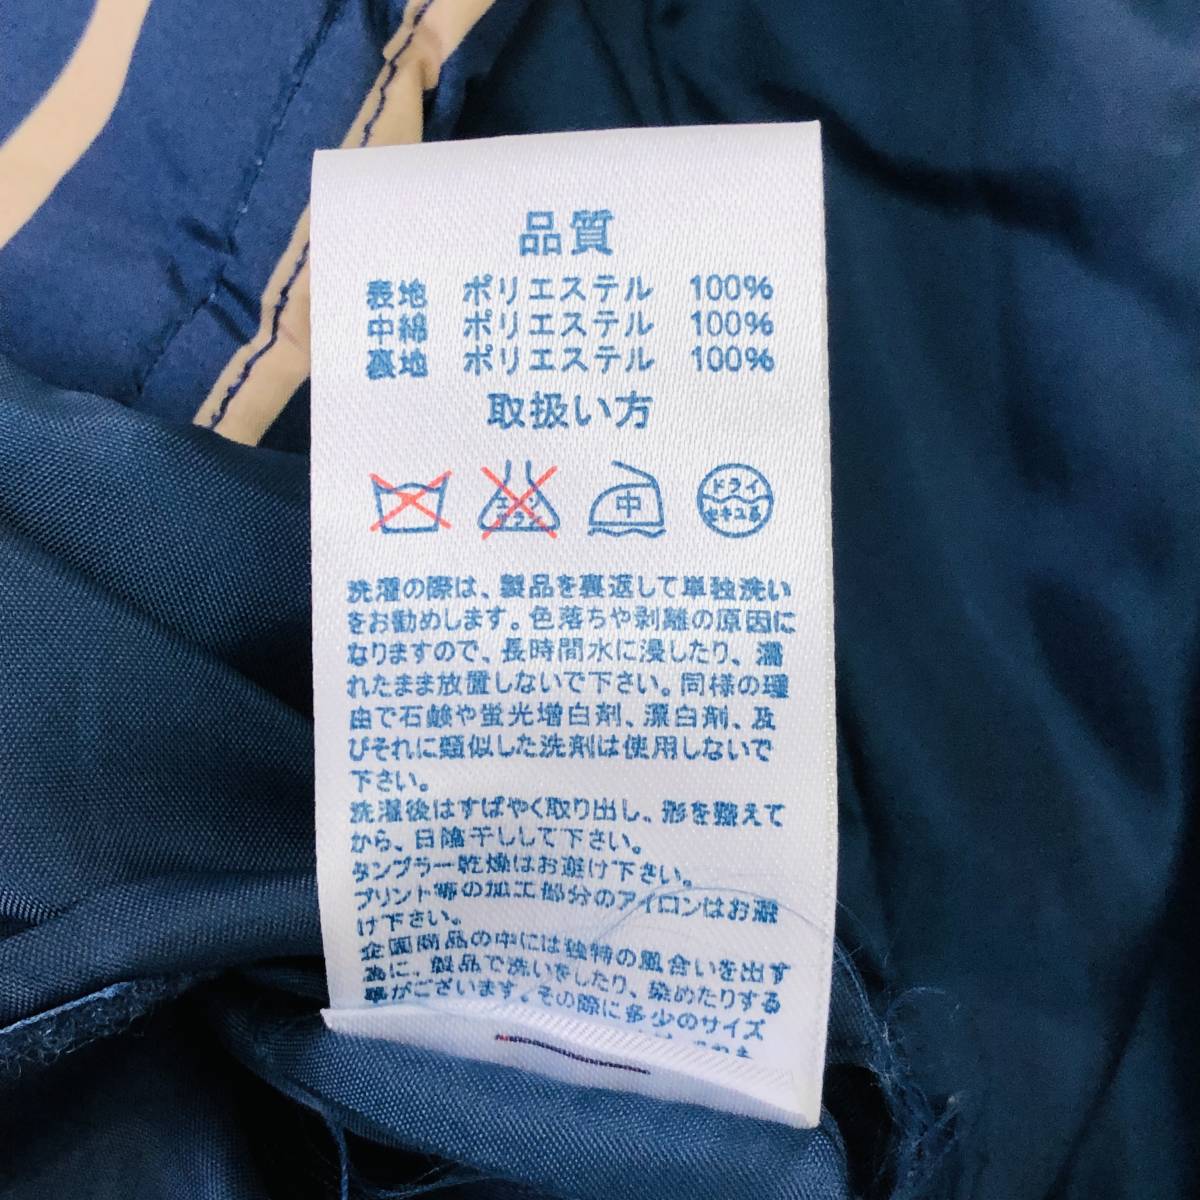 品質
表地 ポリエステル 100%
中綿 ポリエステル 100%
裏地 ポリエステル 100%
取扱い方
エンソ
サラシ
中
ドライ
セキユ系
洗濯の際は、製品を裏返して単独洗い
をお勧めします。色落ちや剥離の原因に
なりますので、長時間水に浸したり、濡
れたまま放置しないで下さい。同様の理
由で石鹸や蛍光増白剤、漂白剤、及
びそれに類似した洗剤は使用しないで
下さい。
洗濯後はすばやく取り出し、形を整えて
から、日陰干しして下さい。
タンブラー乾燥はお避け下さい。
プリント等の加工部分のアイロンはお避
け下さい。
企画商品の中には独特の風合いを出す
為に、製品で洗いをしたり、染めたりする
事がございます。その際に多少のサイズ